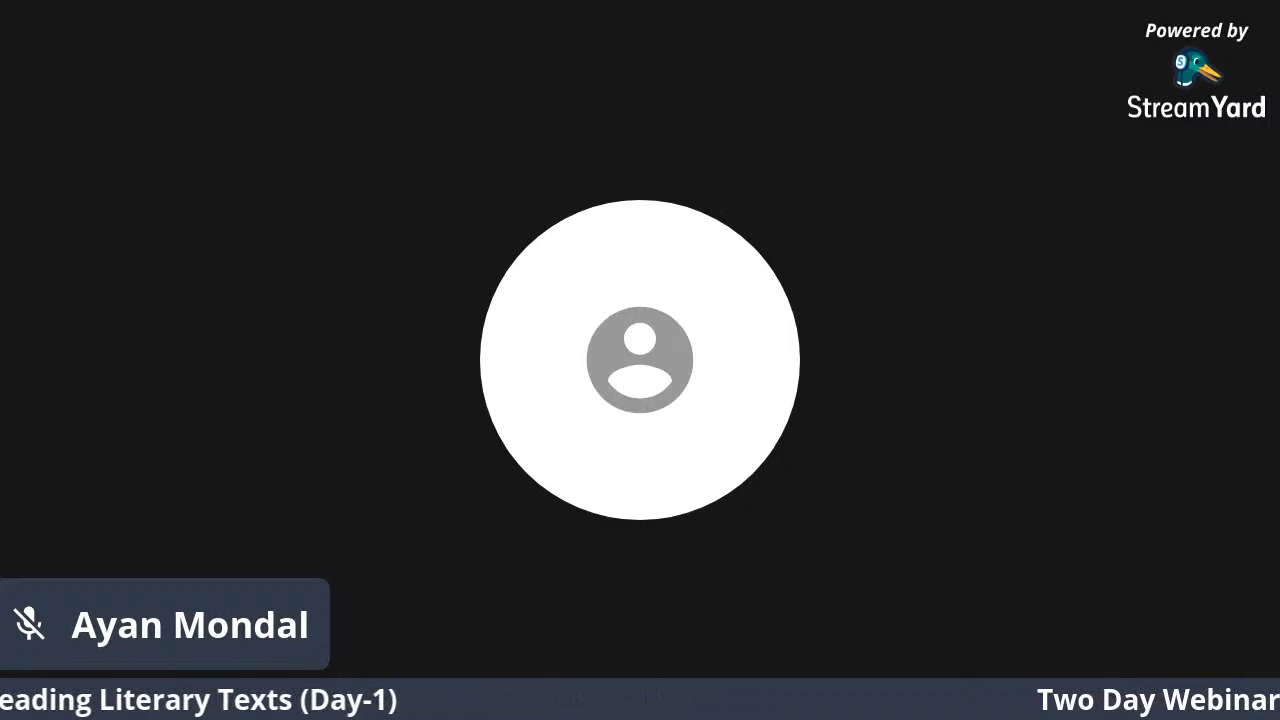 Powered by
StreamYard
Ayan Mondal
eading Literary Texts (Day-1)
Two Day Webinar